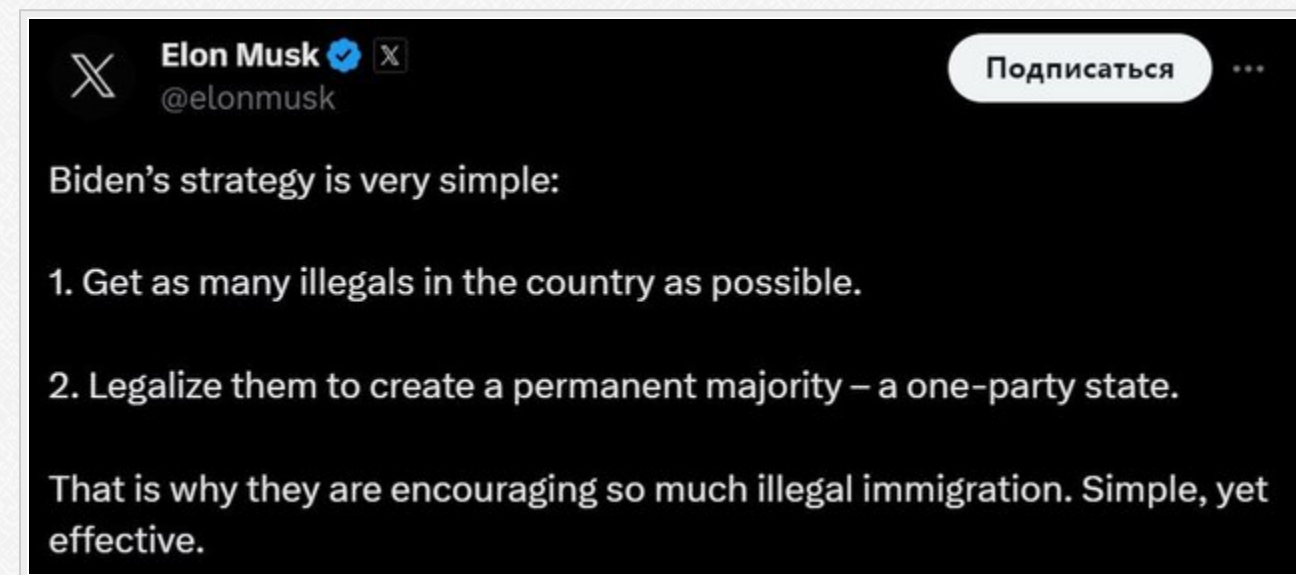 Elon Musk
@elonmusk
Подписаться
Biden’s strategy is very simple:
1. Get as many illegals in the country as possible.
2. Legalize them to create a permanent majority – a one-party state.
That is why they are encouraging so much illegal immigration. Simple, yet
effective.